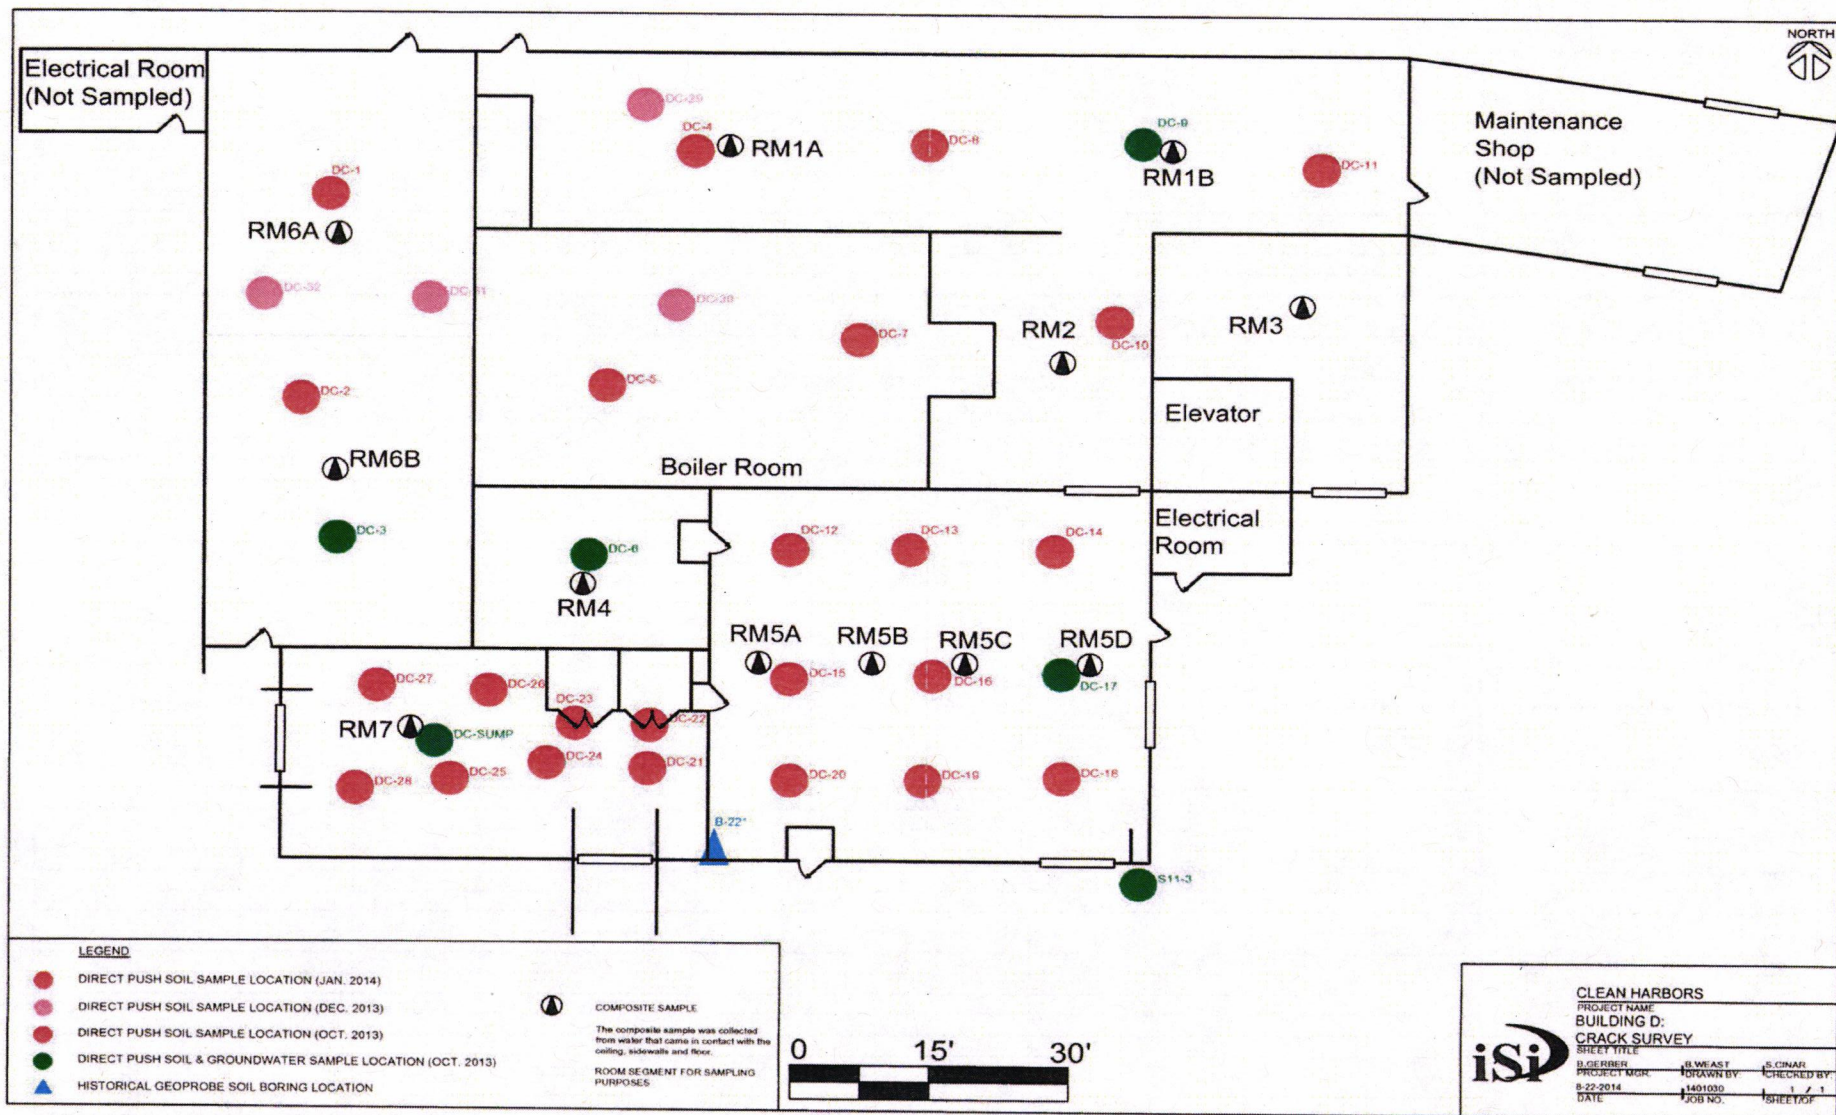 NORTH
Electrical Room
(Not Sampled)
DC-29
DC-4
RM1A
DC-8
DC-9
RM1B
DC-11
Maintenance
Shop
(Not Sampled)
DC-1
RM6A
DC-32
DC-31
DC-30
DC-7
RM2
DC-10
RM3
DC-2
DC-5
Elevator
RM6B
Boiler Room
DC-3
DC-6
RM4
DC-12
DC-13
DC-14
Electrical
Room
RM5A
RM5B
RM5C
RM5D
DC-15
DC-16
DC-17
DC-27
DC-26
DC-23
DC-22
RM7
DC-SUMP
DC-24
DC-21
DC-28
DC-25
DC-20
DC-19
DC-18
B-22*
S11-3
LEGEND
DIRECT PUSH SOIL SAMPLE LOCATION (JAN. 2014)
DIRECT PUSH SOIL SAMPLE LOCATION (DEC. 2013)
DIRECT PUSH SOIL SAMPLE LOCATION (OCT. 2013)
DIRECT PUSH SOIL & GROUNDWATER SAMPLE LOCATION (OCT. 2013)
HISTORICAL GEOPROBE SOIL BORING LOCATION
COMPOSITE SAMPLE
The composite sample was collected
from water that came in contact with the
ceiling, sidewalls and floor.
ROOM SEGMENT FOR SAMPLING
PURPOSES
0 15' 30'
iSi
CLEAN HARBORS
PROJECT NAME
BUILDING D:
CRACK SURVEY
SHEET TITLE
B.GERBER B.WEAST S.CINAR
PROJECT MGR. DRAWN BY: CHECKED BY:
8-22-2014 1401030 1 / 1
DATE JOB NO. SHEET/OF